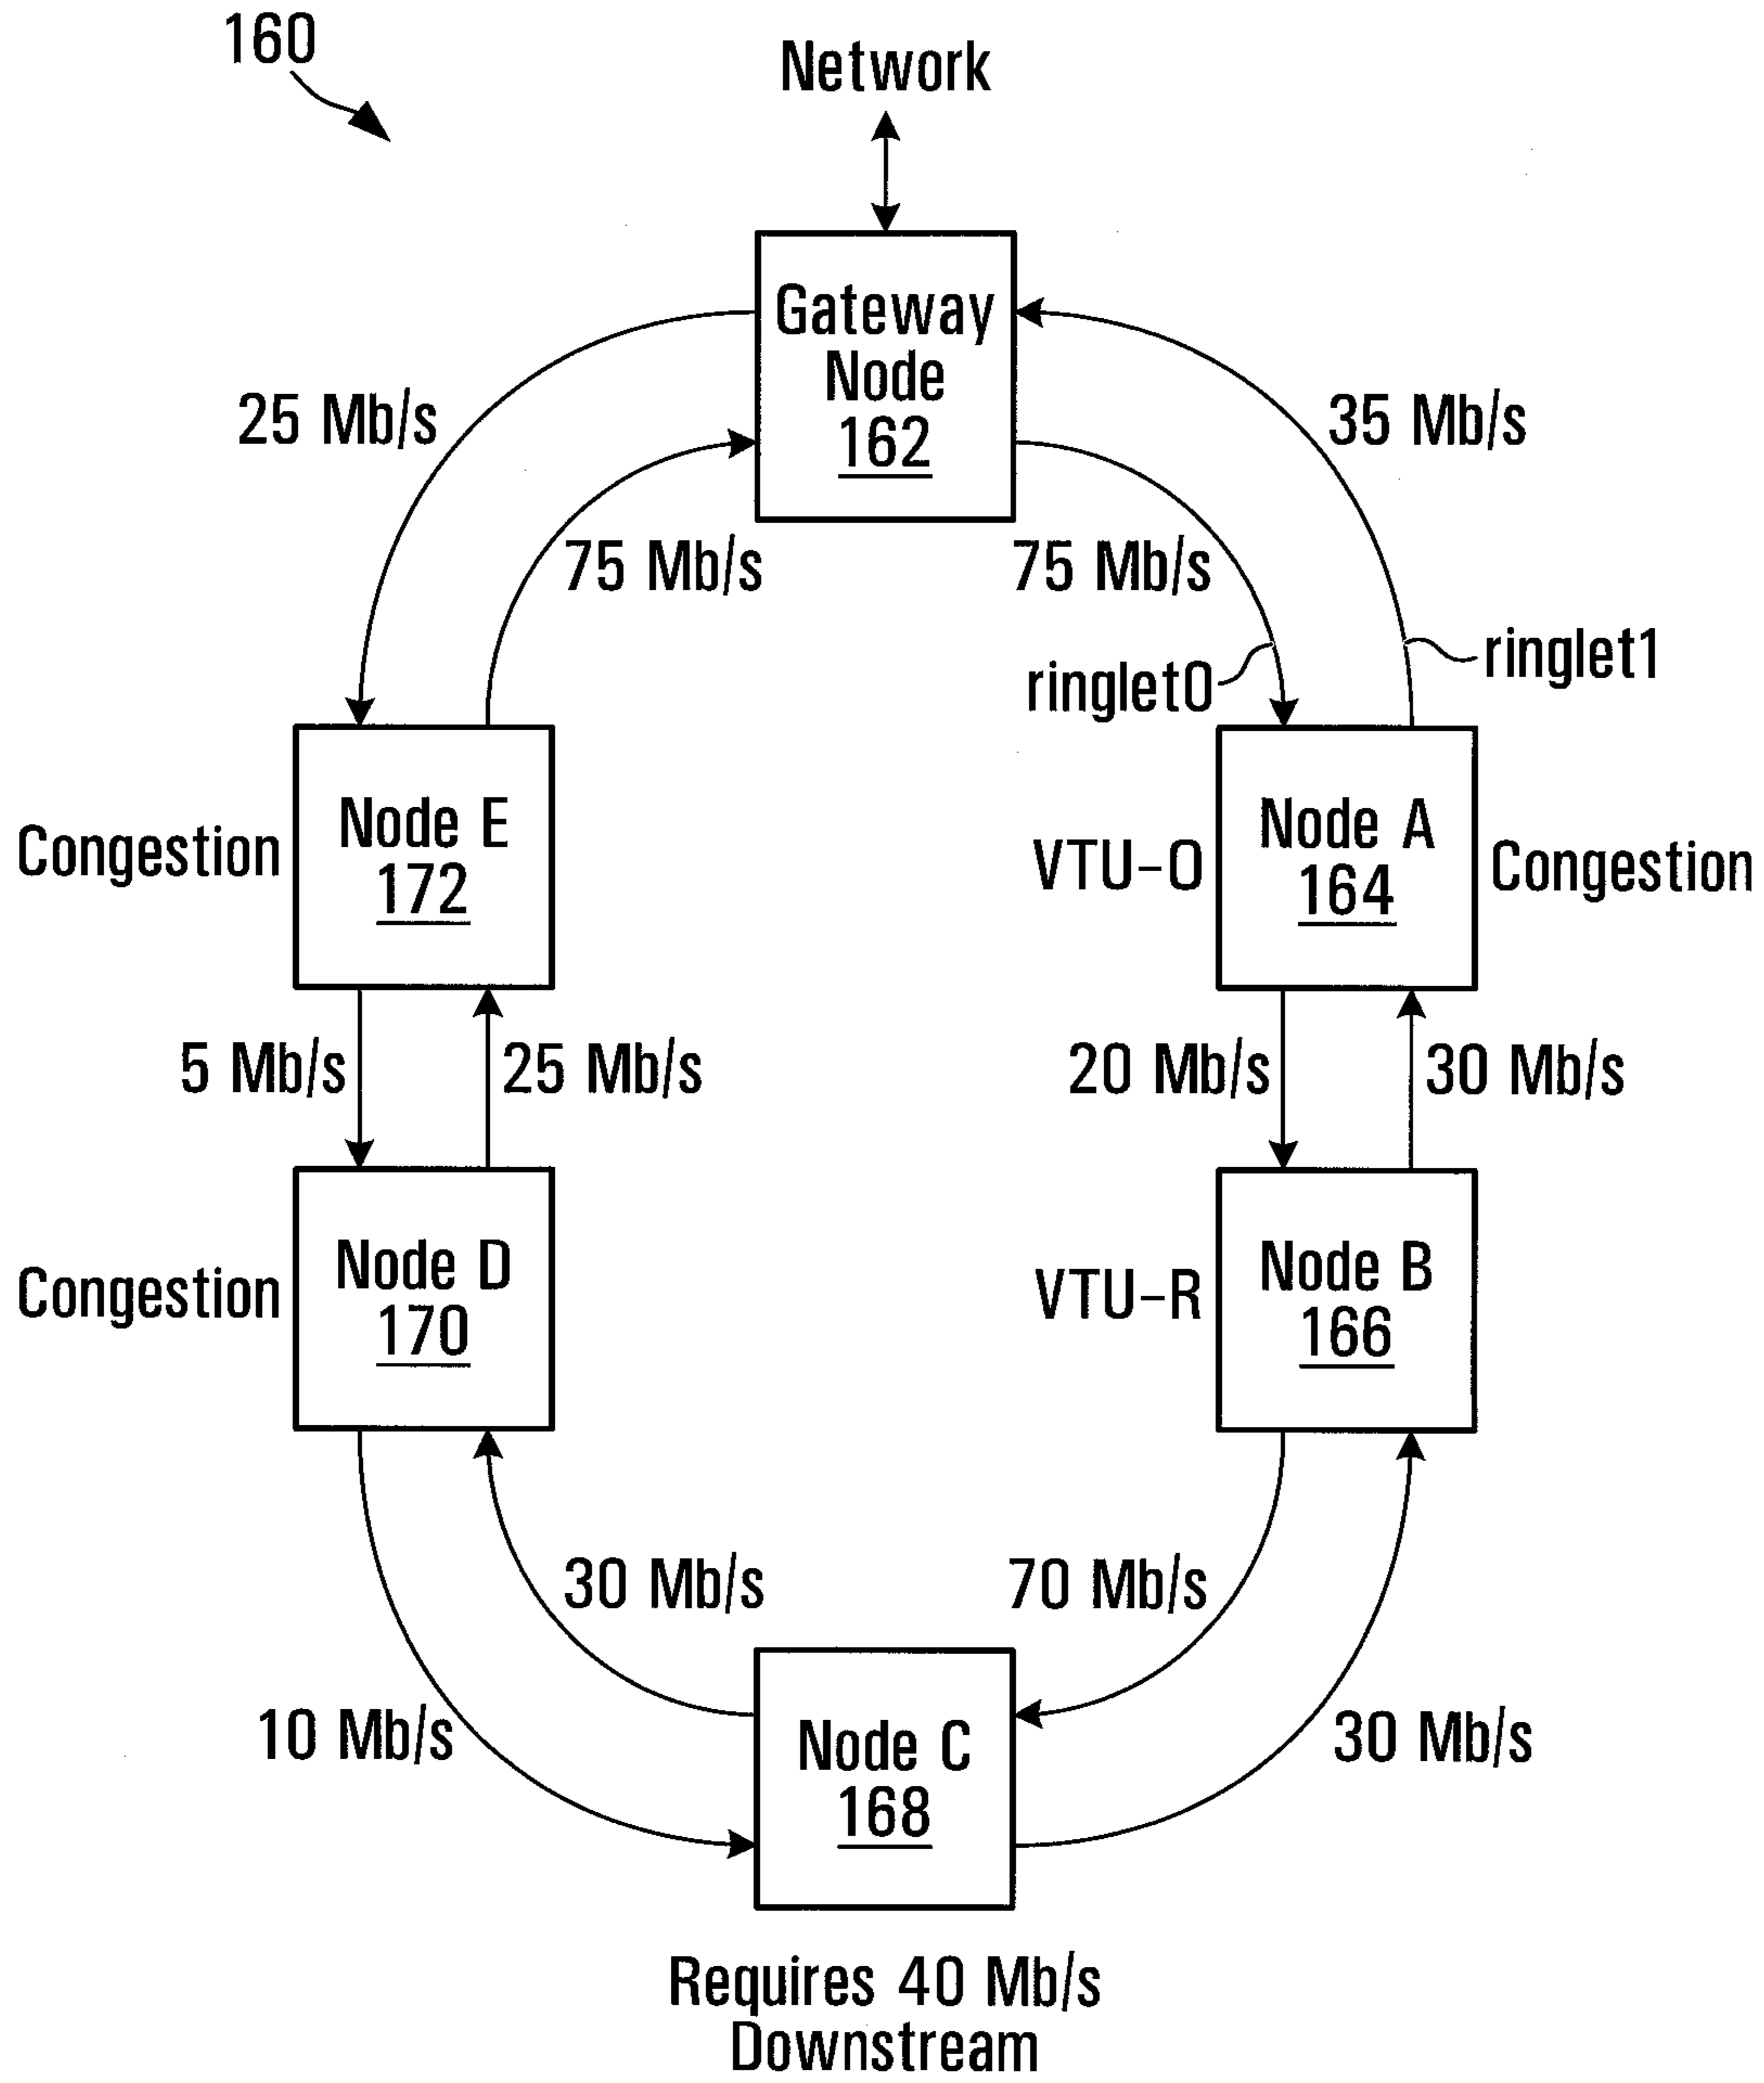 160
Network
Gateway
Node
162
25 Mb/s
35 Mb/s
75 Mb/s
75 Mb/s
ringlet0
ringlet1
Congestion
Node E
172
VTU-O
Node A
164
Congestion
5 Mb/s
25 Mb/s
20 Mb/s
30 Mb/s
Congestion
Node D
170
VTU-R
Node B
166
30 Mb/s
70 Mb/s
10 Mb/s
30 Mb/s
Node C
168
Requires 40 Mb/s
Downstream